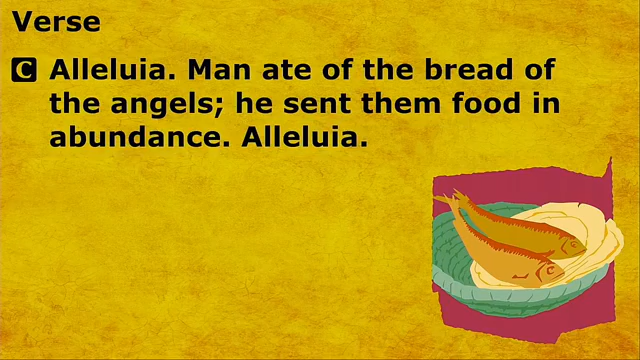 Verse
C Alleluia. Man ate of the bread of
the angels; he sent them food in
abundance. Alleluia.